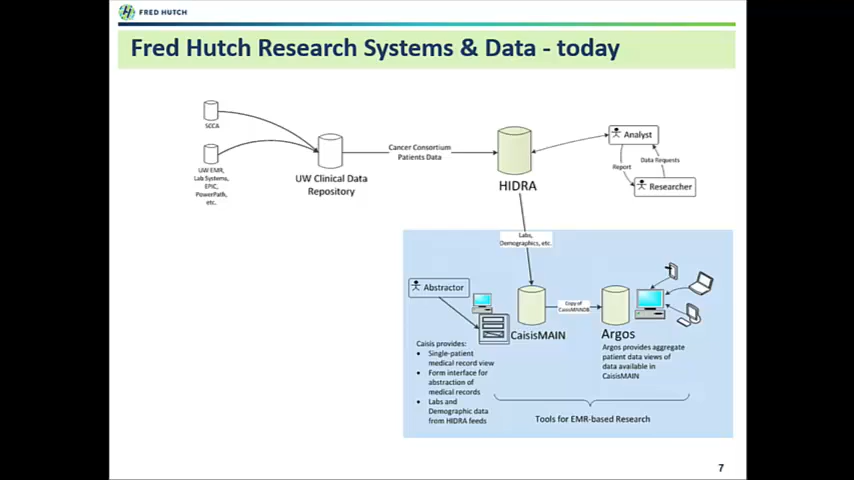 FRED HUTCH
Fred Hutch Research Systems & Data - today
SCCA
UW EMR,
Lab Systems,
EPIC,
PowerPath,
etc.
UW Clinical Data
Repository
Cancer Consortium
Patients Data
HIDRA
Analyst
Report
Data Requests
Researcher
Labs,
Demographics, etc.
Abstractor
CaisisMAIN
Copy of
CaisisMAINDB
Argos
Caisis provides:
• Single-patient
medical record view
• Form interface for
abstraction of
medical records
• Labs and
Demographic data
from HIDRA feeds
Argos provides aggregate
patient data views of
data available in
CaisisMAIN
Tools for EMR-based Research
7